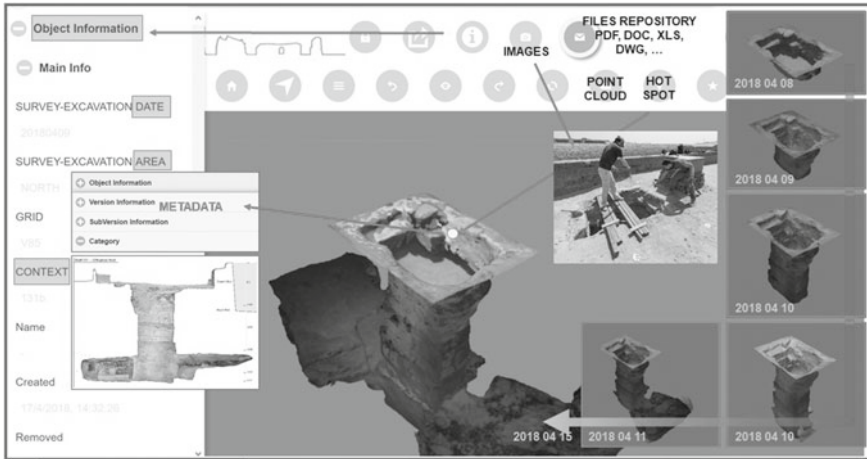 Object Information
Main Info
SURVEY-EXCAVATION DATE
20180409
SURVEY-EXCAVATION AREA
NORTH
GRID
V85
CONTEXT
131b
Name
Created
17/4/2018, 14:32:26
Removed
Object Information
Version Information
SubVersion Information
Category
METADATA
IMAGES
FILES REPOSITORY
PDF, DOC, XLS,
DWG, ...
POINT
CLOUD
HOT
SPOT
2018 04 08
2018 04 09
2018 04 10
2018 04 15
2018 04 11
2018 04 10